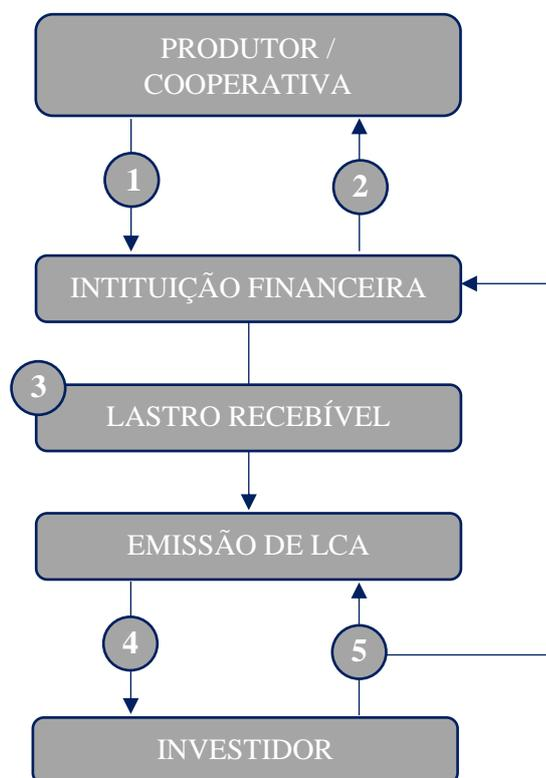 PRODUTOR /
COOPERATIVA
1
2
INTITUIÇÃO FINANCEIRA
3
LASTRO RECEBÍVEL
EMISSÃO DE LCA
4
5
INVESTIDOR